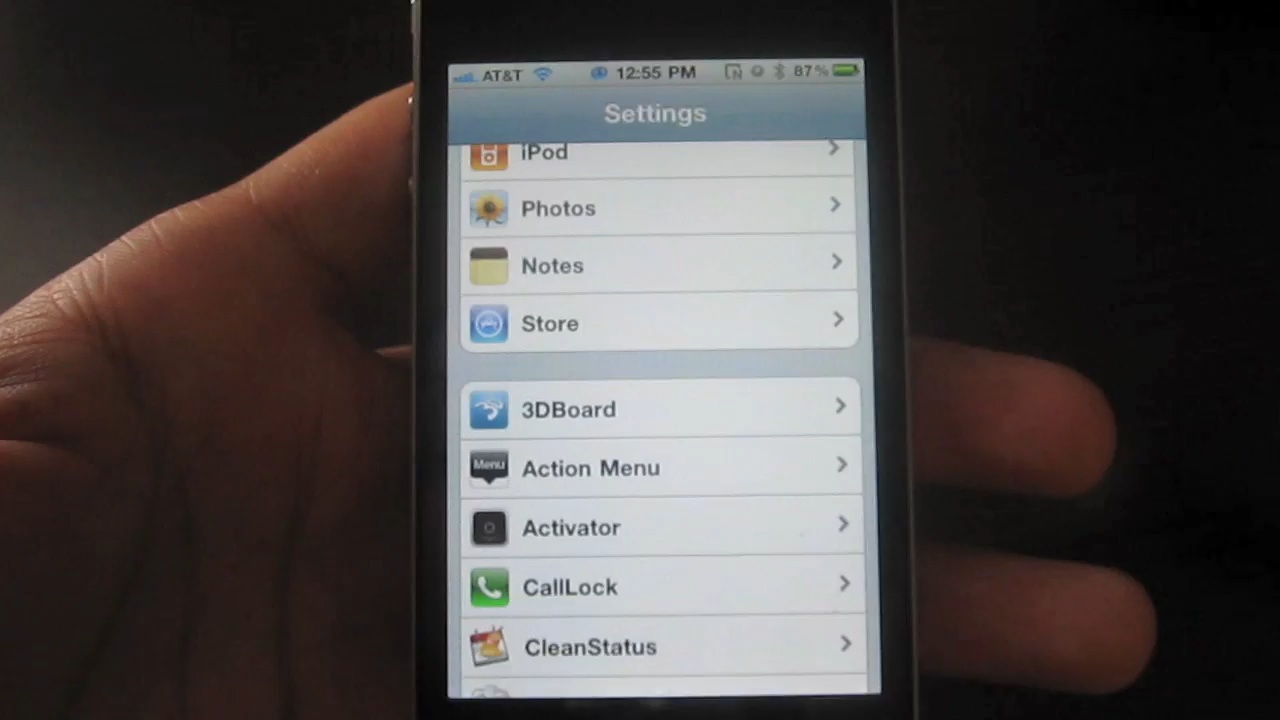 AT&T 12:55 PM 87%
Settings
iPod
Photos
Notes
Store
3DBoard
Menu
Action Menu
Activator
CallLock
CleanStatus